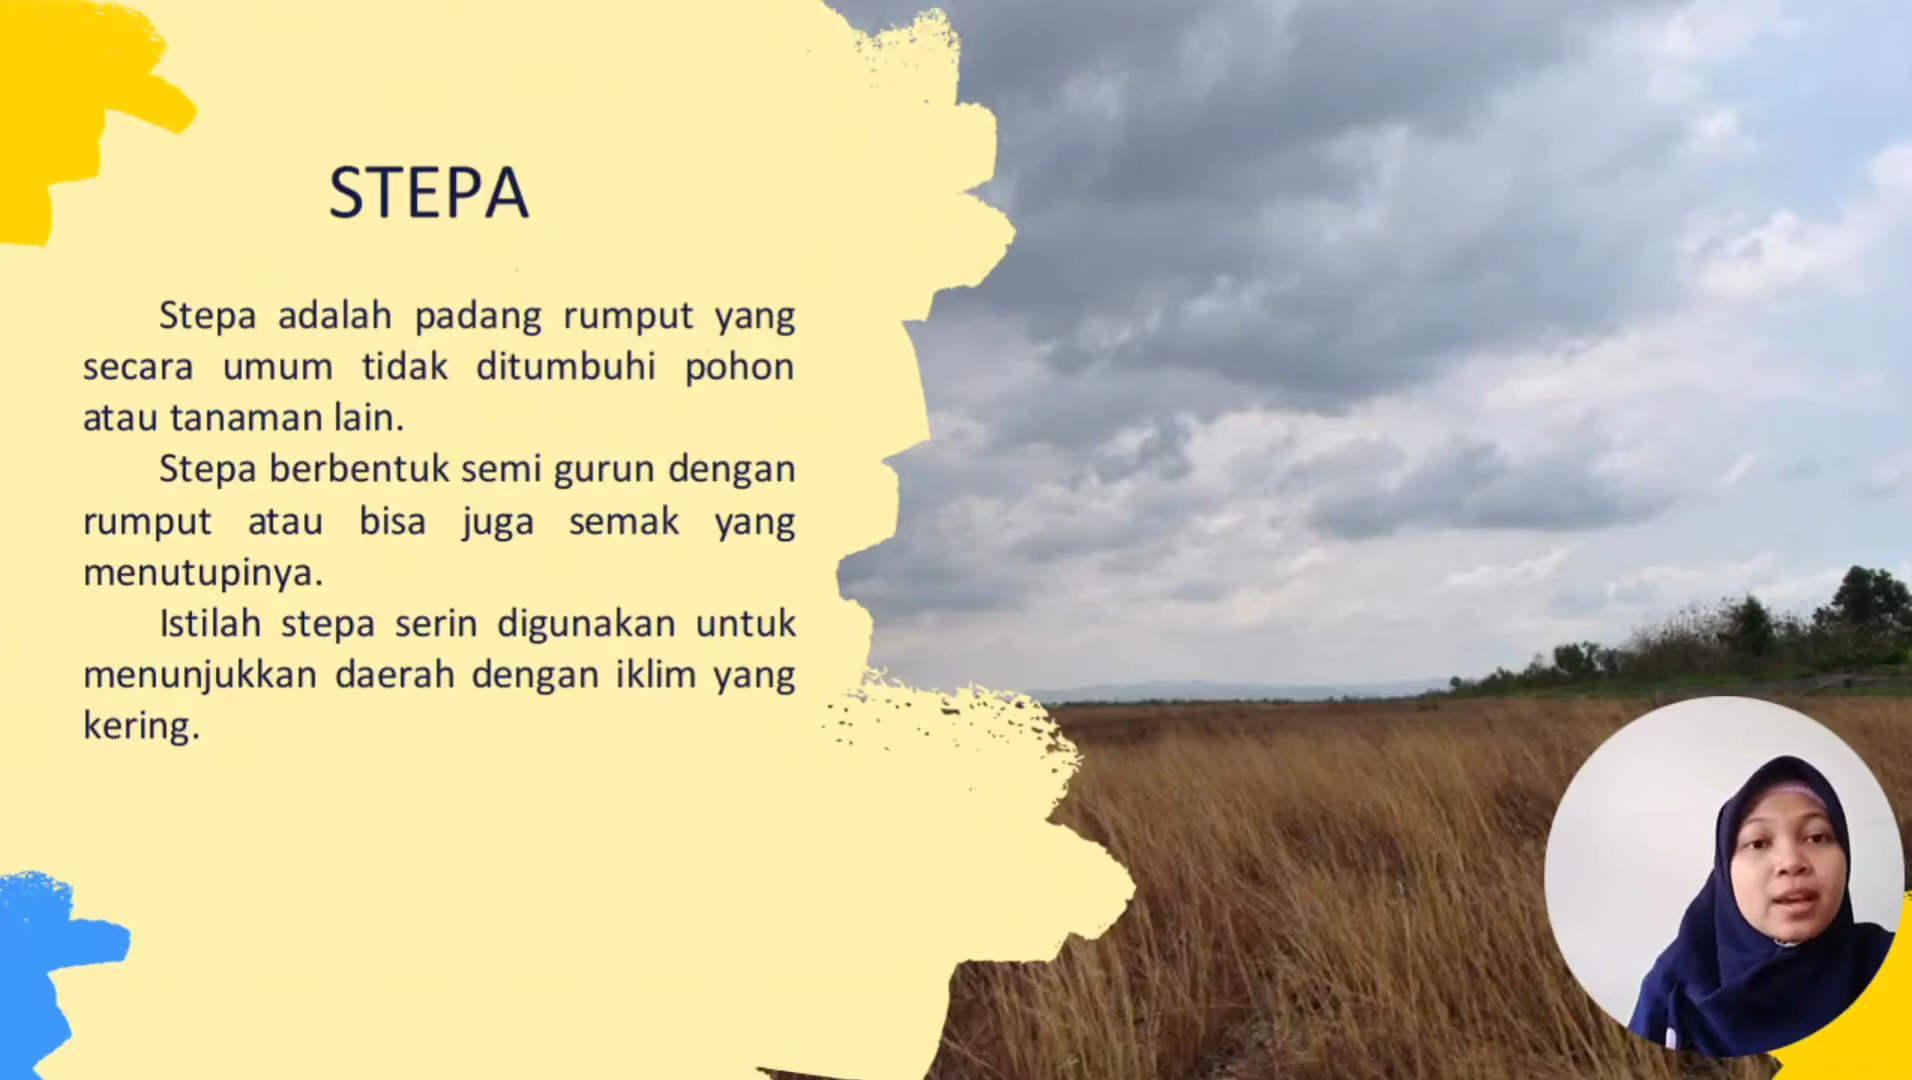 STEPA
Stepa adalah padang rumput yang
secara umum tidak ditumbuhi pohon
atau tanaman lain.
Stepa berbentuk semi gurun dengan
rumput atau bisa juga semak yang
menutupinya.
Istilah stepa serin digunakan untuk
menunjukkan daerah dengan iklim yang
kering.